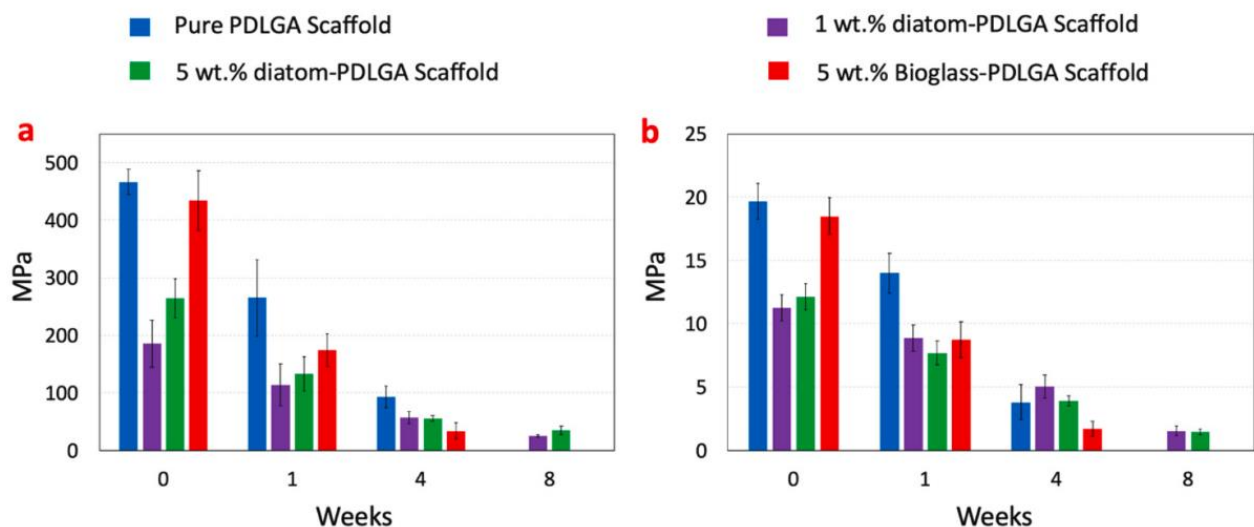 Pure PDLGA Scaffold
1 wt.% diatom-PDLGA Scaffold
5 wt.% diatom-PDLGA Scaffold
5 wt.% Bioglass-PDLGA Scaffold
a
500
400
300
200
100
0
MPa
0 1 4 8
Weeks
b
25
20
15
10
5
0
MPa
0 1 4 8
Weeks